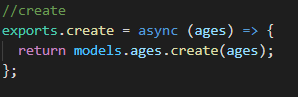 //create
exports.create = async (ages) => {
  return models.ages.create(ages);
};